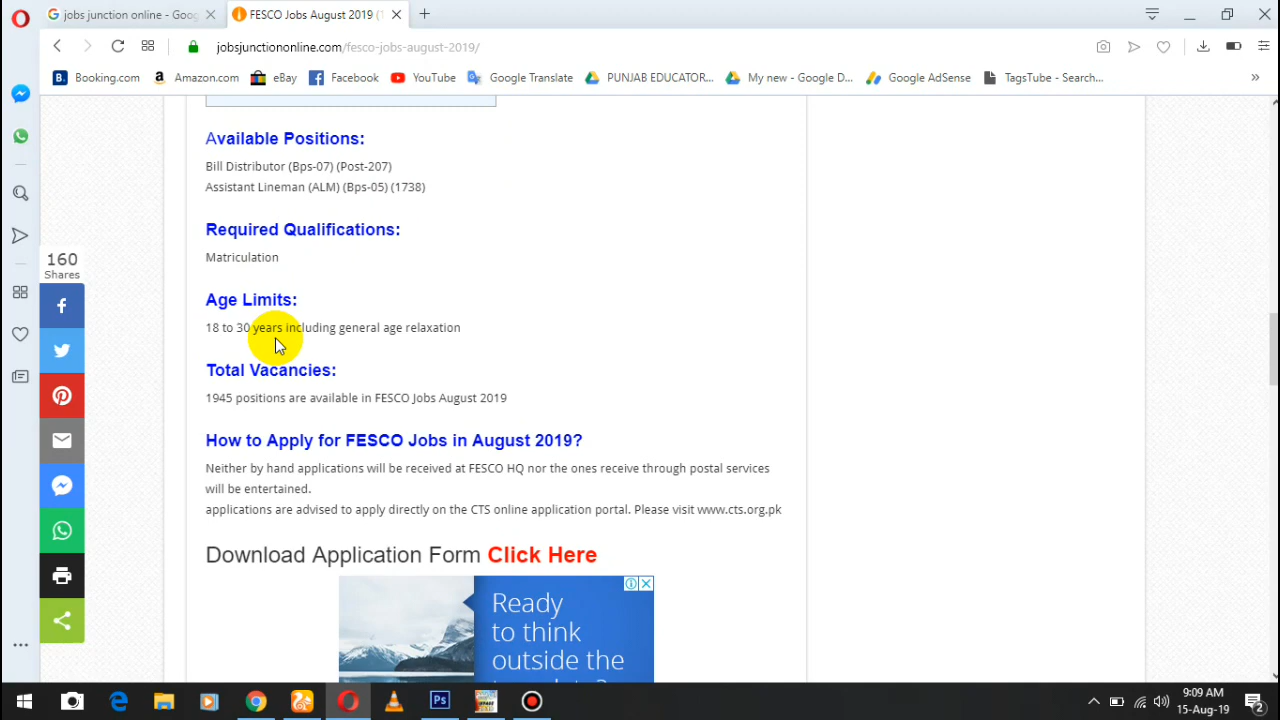 jobs junction online - Goog
FESCO Jobs August 2019 (
jobsjunctiononline.com/fesco-jobs-august-2019/
B. Booking.com
a Amazon.com
eBay
Facebook
YouTube
Google Translate
PUNJAB EDUCATOR...
My new - Google D...
Google AdSense
TagsTube - Search...
»
Available Positions:
Bill Distributor (Bps-07) (Post-207)
Assistant Lineman (ALM) (Bps-05) (1738)
Required Qualifications:
Matriculation
160
Shares
Age Limits:
18 to 30 years including general age relaxation
Total Vacancies:
1945 positions are available in FESCO Jobs August 2019
How to Apply for FESCO Jobs in August 2019?
Neither by hand applications will be received at FESCO HQ nor the ones receive through postal services
will be entertained.
applications are advised to apply directly on the CTS online application portal. Please visit www.cts.org.pk
Download Application Form Click Here
Ready
to think
outside the
Ps
9:09 AM
15-Aug-19
2